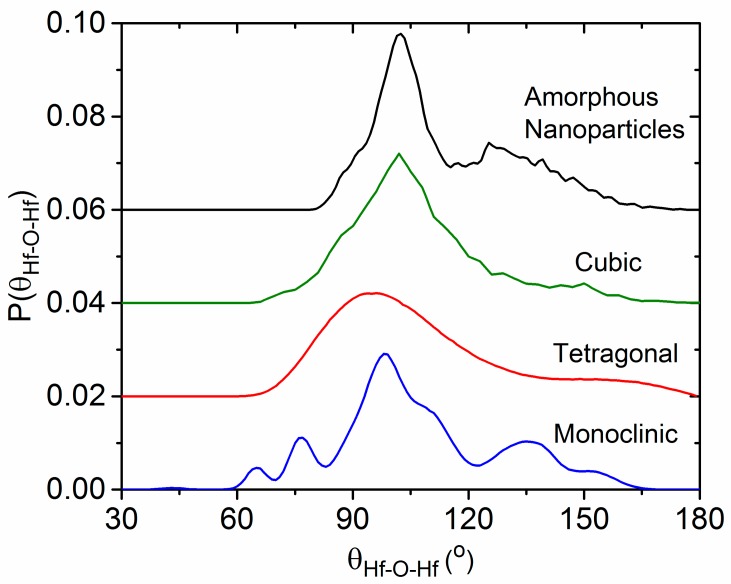 0.10
0.08
0.06
0.04
0.02
0.00
P(θHf-O-Hf)
Amorphous
Nanoparticles
Cubic
Tetragonal
Monoclinic
30 60 90 120 150 180
θHf-O-Hf (o)